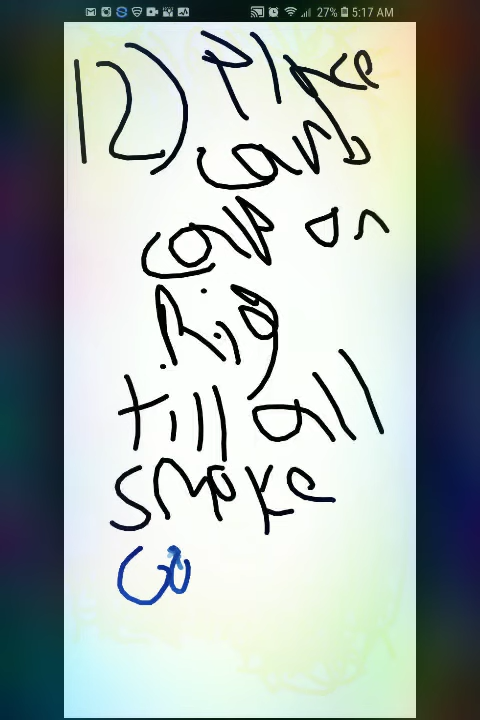 27% 5:17 AM
12) Place
carb
cap on
Rig
till all
smoke